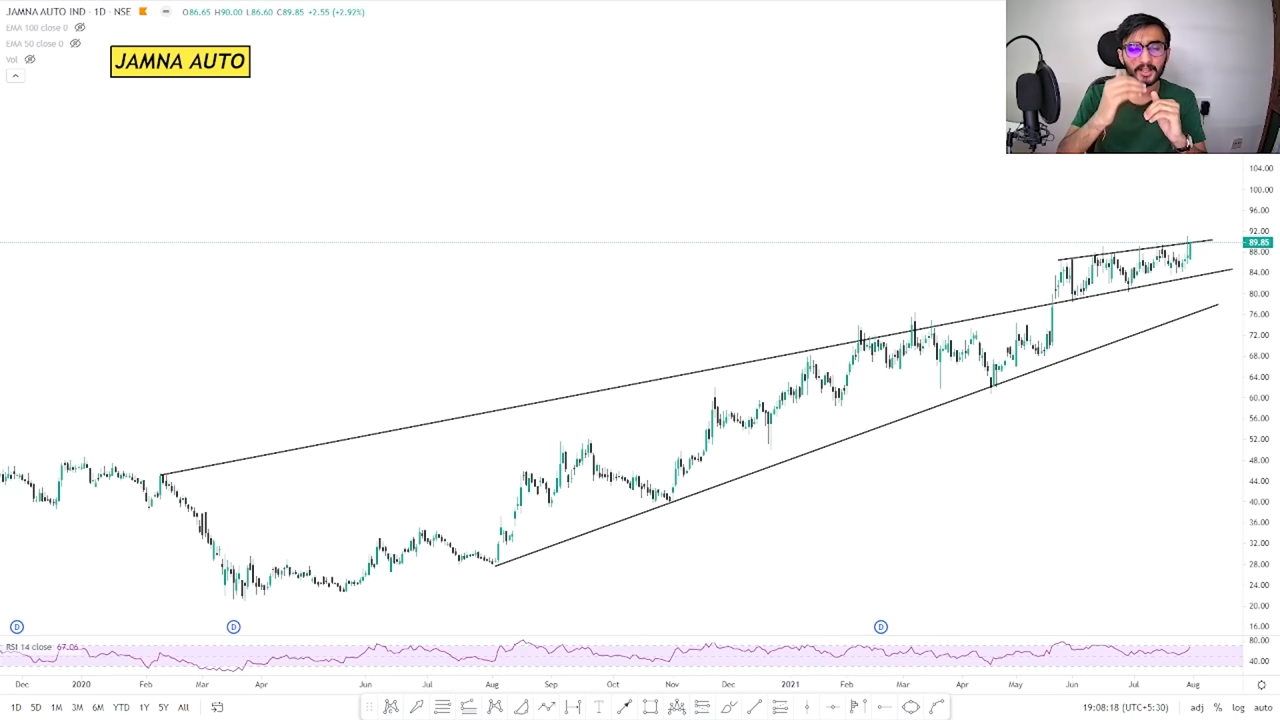 JAMNA AUTO IND · 1D · NSE O86.65 H90.00 L86.60 C89.85 +2.55 (+2.92%)
EMA 100 close 0
EMA 50 close 0
Vol
JAMNA AUTO
104.00
100.00
96.00
92.00
89.85
88.00
84.00
80.00
76.00
72.00
68.00
64.00
60.00
56.00
52.00
48.00
44.00
40.00
36.00
32.00
28.00
24.00
20.00
16.00
D D D
RSI 14 close 67.06
80.00
40.00
Dec 2020 Feb Mar Apr Jun Jul Aug Sep Oct Nov Dec 2021 Feb Mar Apr May Jun Jul Aug
1D 5D 1M 3M 6M YTD 1Y 5Y All 19:08:18 (UTC+5:30) adj % log auto